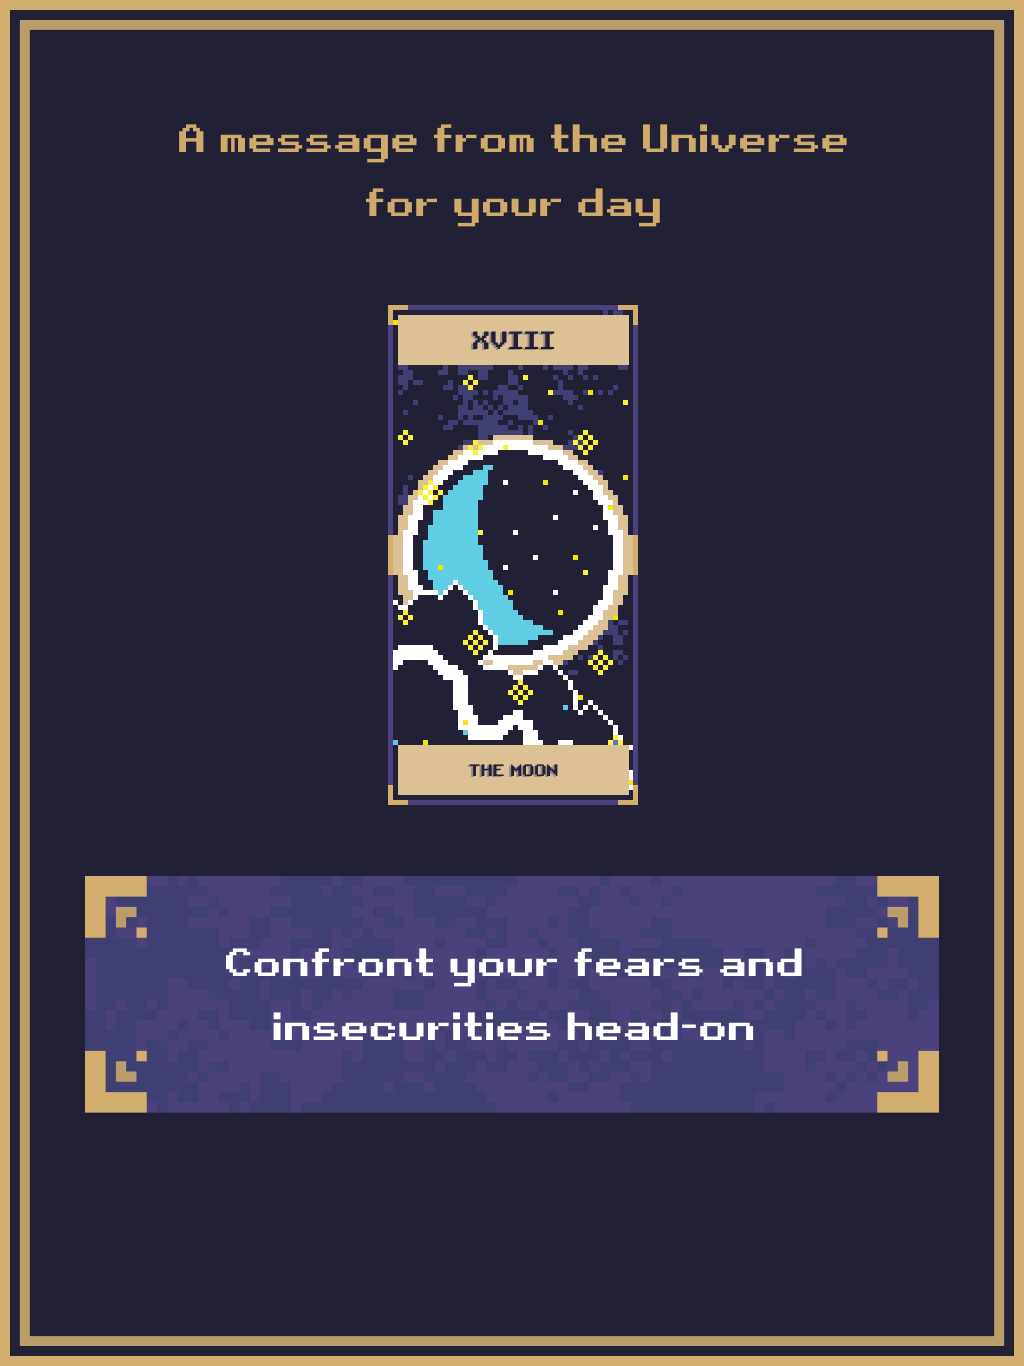 A message from the Universe
for your day
XVIII
THE MOON
Confront your fears and
insecurities head-on